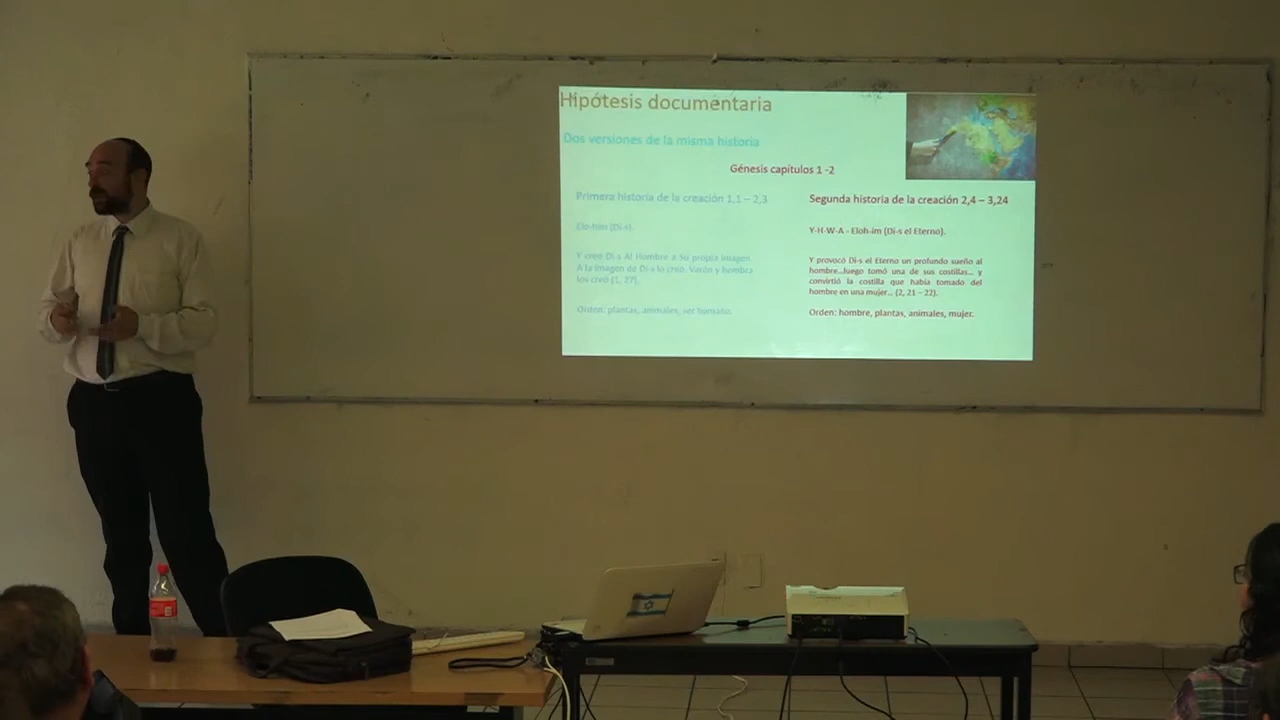 Hipótesis documentaria
Dos versiones de la misma historia
Génesis capítulos 1 -2
Primera historia de la creación 1,1 – 2,3
Elo-him (Di-s).
Y creó Di-s Al Hombre a Su propia Imagen.
A la Imagen de Di-s lo creó. Varón y hembra
los creó (1, 27).
Orden: plantas, animales, ser humano.
Segunda historia de la creación 2,4 – 3,24
Y-H-W-A - Eloh-im (Di-s el Eterno).
Y provocó Di-s el Eterno un profundo sueño al
hombre...luego tomó una de sus costillas... y
convirtió la costilla que había tomado del
hombre en una mujer... (2, 21 – 22).
Orden: hombre, plantas, animales, mujer.